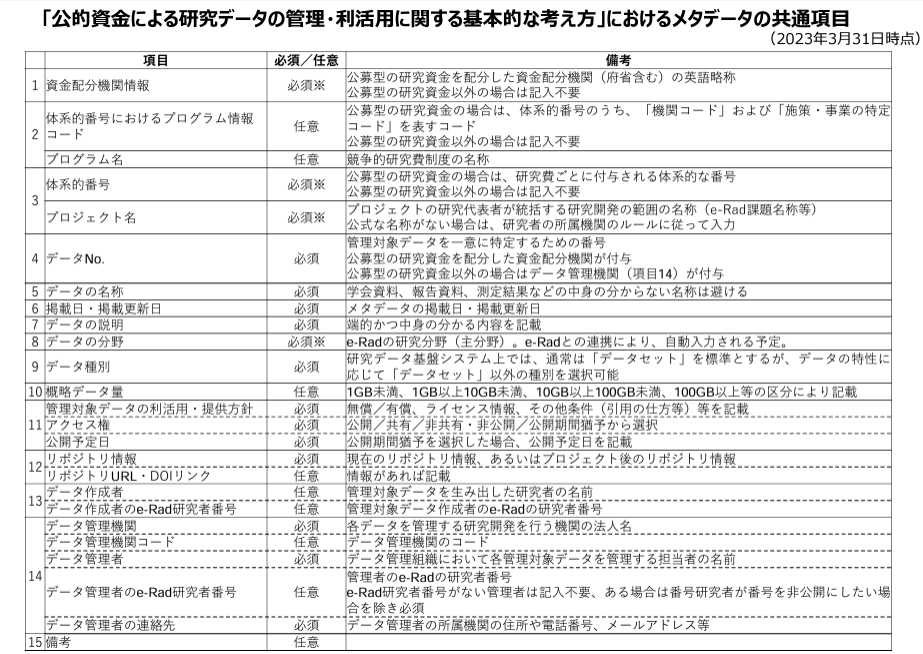 「公的資金による研究データの管理・利活用に関する基本的な考え方」におけるメタデータの共通項目
（2023年3月31日時点）
項目 必須／任意 備考
1 資金配分機関情報 必須※ 公募型の研究資金を配分した資金配分機関（府省含む）の英語略称
公募型の研究資金以外の場合は記入不要
2 体系的番号におけるプログラム情報
コード 任意 公募型の研究資金の場合は、体系的番号のうち、「機関コード」および「施策・事業の特定
コード」を表すコード
公募型の研究資金以外の場合は記入不要
プログラム名 任意 競争的研究費制度の名称
3 体系的番号 必須※ 公募型の研究資金の場合は、研究費ごとに付与される体系的な番号
公募型の研究資金以外の場合は記入不要
プロジェクト名 必須※ プロジェクトの研究代表者が統括する研究開発の範囲の名称（e-Rad課題名称等）
公式な名称がない場合は、研究者の所属機関のルールに従って入力
4 データNo. 必須 管理対象データを一意に特定するための番号
公募型の研究資金を配分した資金配分機関が付与
公募型の研究資金以外の場合はデータ管理機関（項目14）が付与
5 データの名称 必須 学会資料、報告資料、測定結果などの中身の分からない名称は避ける
6 掲載日・掲載更新日 必須 メタデータの掲載日・掲載更新日
7 データの説明 必須 端的かつ中身の分かる内容を記載
8 データの分野 必須※ e-Radの研究分野（主分野）。e-Radとの連携により、自動入力される予定。
9 データ種別 必須 研究データ基盤システム上では、通常は「データセット」を標準とするが、データの特性に
応じて「データセット」以外の種別を選択可能
10 概略データ量 任意 1GB未満、1GB以上10GB未満、10GB以上100GB未満、100GB以上等の区分により記載
11 管理対象データの利活用・提供方針 必須 無償／有償、ライセンス情報、その他条件（引用の仕方等）等を記載
アクセス権 必須 公開／共有／非共有・非公開／公開期間猶予から選択
公開予定日 必須 公開期間猶予を選択した場合、公開予定日を記載
12 リポジトリ情報 必須 現在のリポジトリ情報、あるいはプロジェクト後のリポジトリ情報
リポジトリURL・DOIリンク 任意 情報があれば記載
13 データ作成者 任意 管理対象データを生み出した研究者の名前
データ作成者のe-Rad研究者番号 任意 管理対象データ作成者のe-Radの研究者番号
14 データ管理機関 必須 各データを管理する研究開発を行う機関の法人名
データ管理機関コード 任意 データ管理機関のコード
データ管理者 必須 データ管理組織において各管理対象データを管理する担当者の名前
データ管理者のe-Rad研究者番号 任意 管理者のe-Radの研究者番号
e-Rad研究者番号がない管理者は記入不要、ある場合は番号研究者が番号を非公開にしたい場
合を除き必須
データ管理者の連絡先 必須 データ管理者の所属機関の住所や電話番号、メールアドレス等
15 備考 任意